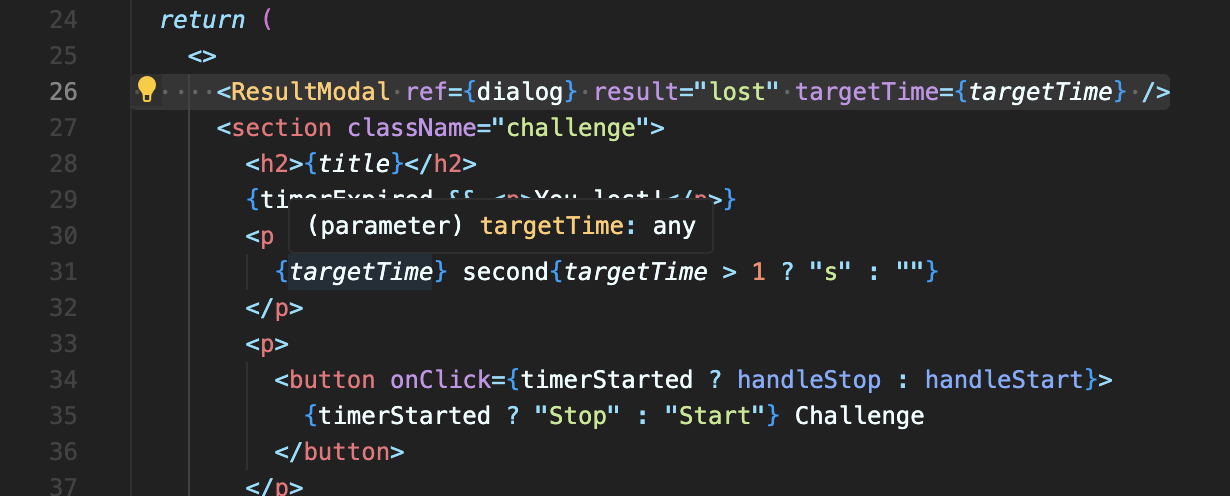 24 return (
25 <>
26 <ResultModal ref={dialog} result="lost" targetTime={targetTime} />
27 <section className="challenge">
28 <h2>{title}</h2>
29 {timerExpired && <p>You lost!</p>}
(parameter) targetTime: any
30 <p
31 {targetTime} second{targetTime > 1 ? "s" : ""}
32 </p>
33 <p>
34 <button onClick={timerStarted ? handleStop : handleStart}>
35 {timerStarted ? "Stop" : "Start"} Challenge
36 </button>
37 </p>